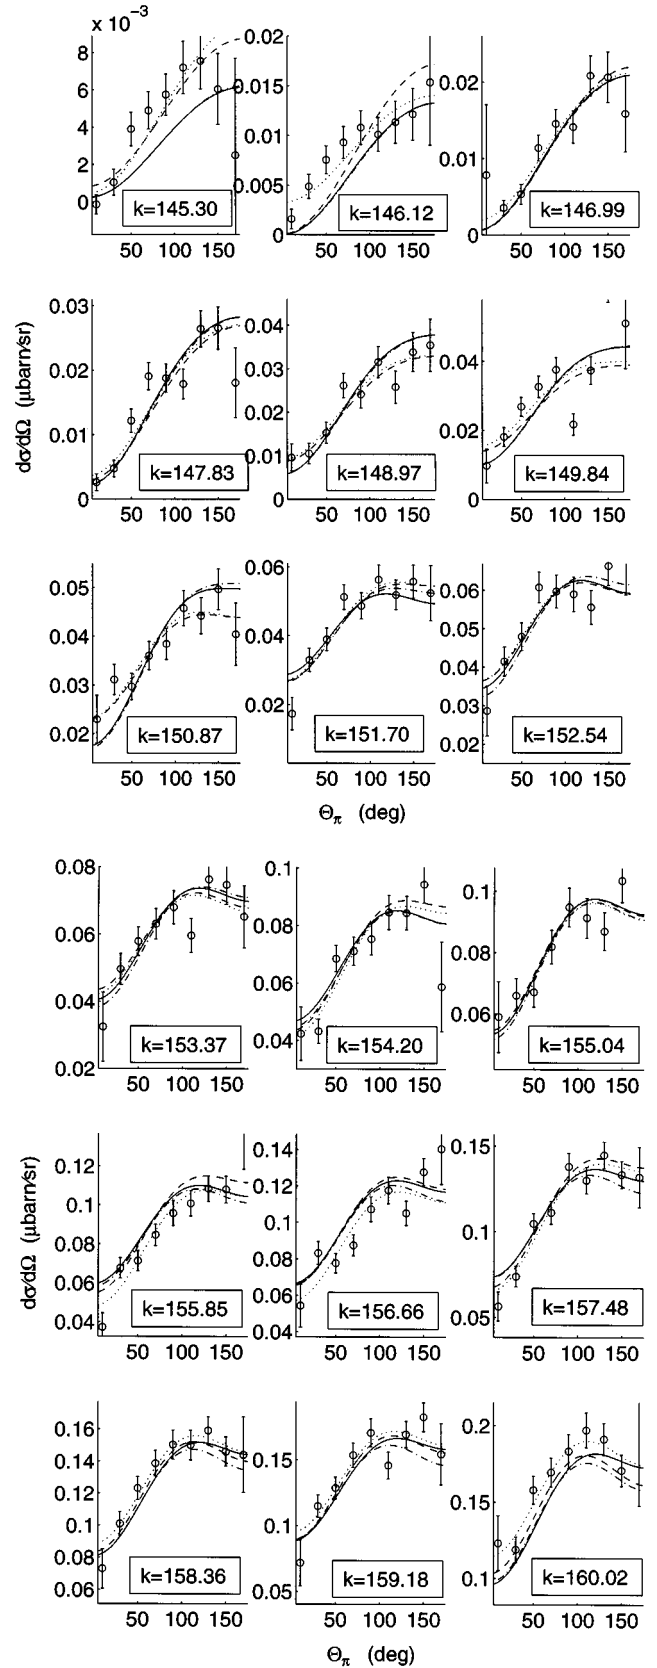 x 10⁻³
8
6
4
2
0
50 100 150
k=145.30
0.02
0.015
0.01
0.005
0
50 100 150
k=146.12
0.02
0.01
0
50 100 150
k=146.99
dσ/dΩ (μbarn/sr)
0.03
0.02
0.01
0
50 100 150
k=147.83
0.04
0.03
0.02
0.01
0
50 100 150
k=148.97
0.04
0.02
0
50 100 150
k=149.84
0.05
0.04
0.03
0.02
50 100 150
k=150.87
0.06
0.04
0.02
50 100 150
k=151.70
0.06
0.05
0.04
0.03
0.02
50 100 150
k=152.54
Θπ (deg)
0.08
0.06
0.04
0.02
50 100 150
k=153.37
0.1
0.08
0.06
0.04
50 100 150
k=154.20
0.1
0.08
0.06
50 100 150
k=155.04
dσ/dΩ (μbarn/sr)
0.12
0.1
0.08
0.06
0.04
50 100 150
k=155.85
0.14
0.12
0.1
0.08
0.06
0.04
50 100 150
k=156.66
0.15
0.1
0.05
50 100 150
k=157.48
0.16
0.14
0.12
0.1
0.08
0.06
50 100 150
k=158.36
0.15
0.1
0.05
50 100 150
k=159.18
0.2
0.15
0.1
50 100 150
k=160.02
Θπ (deg)